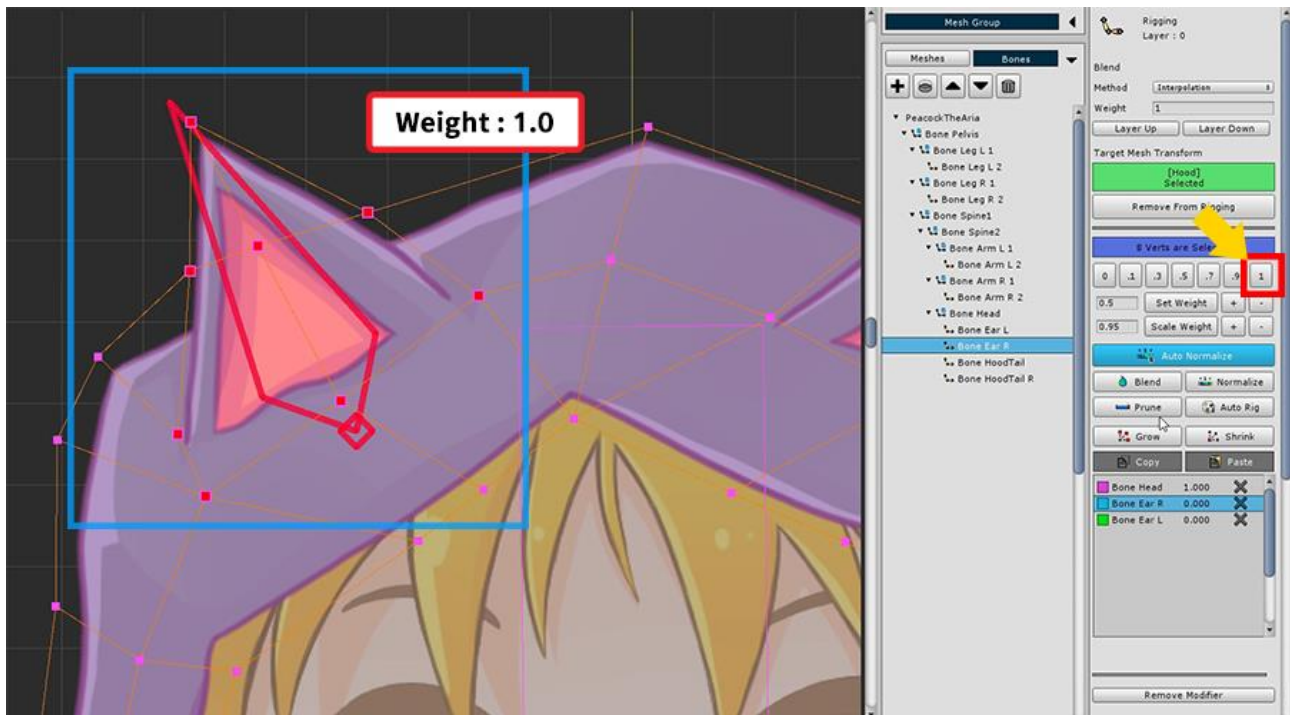 Weight : 1.0
Mesh Group
Meshes
Bones
PeacockTheAria
Bone Pelvis
Bone Leg L 1
Bone Leg L 2
Bone Leg R 1
Bone Leg R 2
Bone Spine1
Bone Spine2
Bone Arm L 1
Bone Arm L 2
Bone Arm R 1
Bone Arm R 2
Bone Head
Bone Ear L
Bone Ear R
Bone HoodTail
Bone HoodTail R
Rigging
Layer : 0
Blend
Method Interpolation
Weight 1
Layer Up Layer Down
Target Mesh Transform
[Hood]
Selected
Remove From Rigging
8 Verts are Sele
0 .1 .3 .5 .7 .9 1
0.5 Set Weight + -
0.95 Scale Weight + -
Auto Normalize
Blend Normalize
Prune Auto Rig
Grow Shrink
Copy Paste
Bone Head 1.000
Bone Ear R 0.000
Bone Ear L 0.000
Remove Modifier